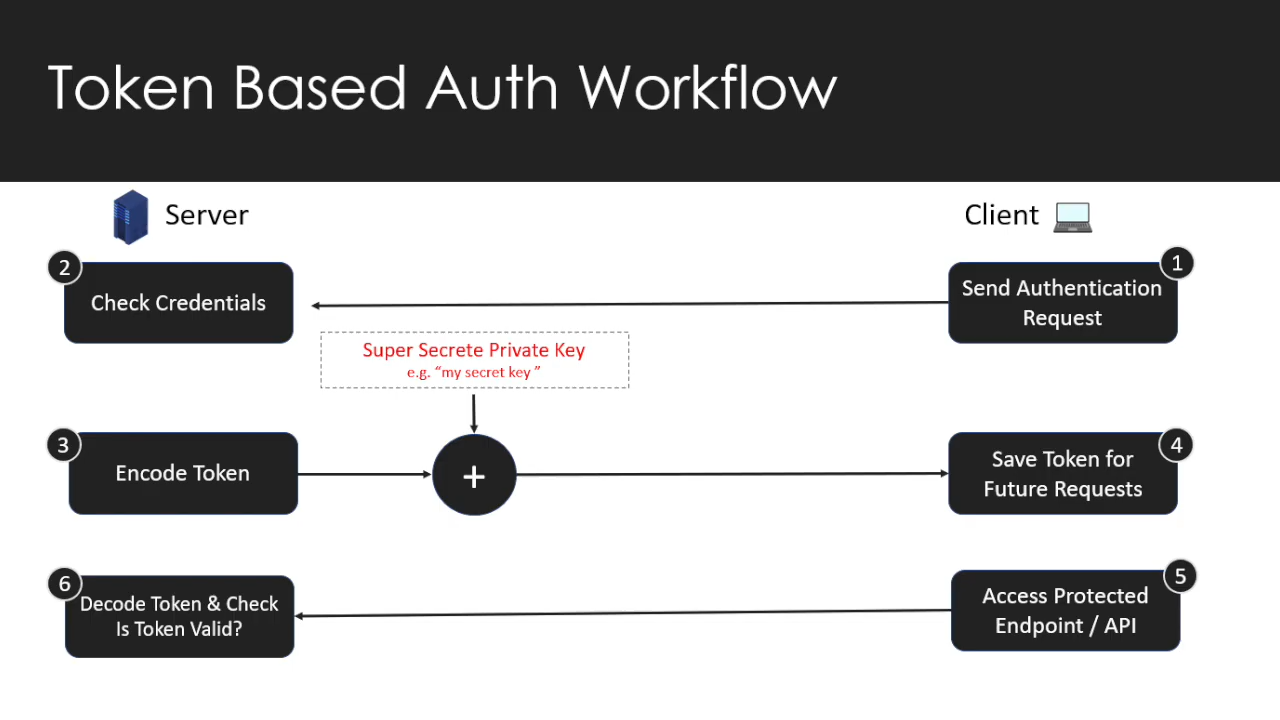 Token Based Auth Workflow
Server
Client
2
Check Credentials
1
Send Authentication
Request
Super Secrete Private Key
e.g. “my secret key ”
3
Encode Token
+
4
Save Token for
Future Requests
6
Decode Token & Check
Is Token Valid?
5
Access Protected
Endpoint / API